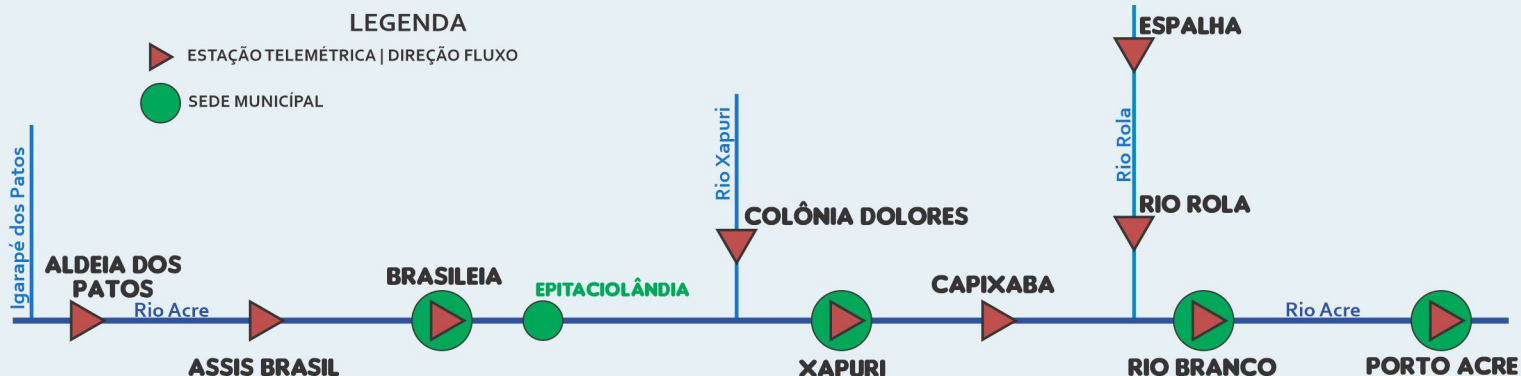 LEGENDA
ESTAÇÃO TELEMÉTRICA | DIREÇÃO FLUXO
SEDE MUNICÍPAL
Igarapé dos Patos
ALDEIA DOS
PATOS
Rio Acre
ASSIS BRASIL
BRASILEIA
EPITACIOLÂNDIA
Rio Xapuri
COLÔNIA DOLORES
XAPURI
CAPIXABA
ESPALHA
Rio Rola
RIO ROLA
RIO BRANCO
Rio Acre
PORTO ACRE